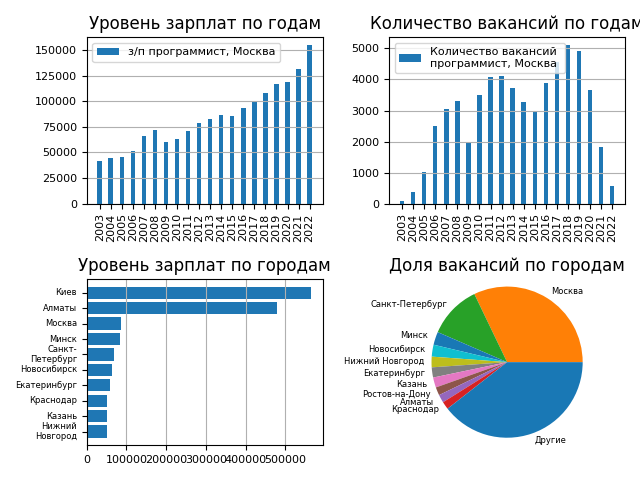 Уровень зарплат по годам
з/п программист, Москва
150000
125000
100000
75000
50000
25000
0
2003
2004
2005
2006
2007
2008
2009
2010
2011
2012
2013
2014
2015
2016
2017
2018
2019
2020
2021
2022
Количество вакансий по годам
Количество вакансий
программист, Москва
5000
4000
3000
2000
1000
0
2003
2004
2005
2006
2007
2008
2009
2010
2011
2012
2013
2014
2015
2016
2017
2018
2019
2020
2021
2022
Уровень зарплат по городам
Киев
Алматы
Москва
Минск
Санкт-
Петербург
Новосибирск
Екатеринбург
Краснодар
Казань
Нижний
Новгород
0
100000
200000
300000
400000
500000
Доля вакансий по городам
Москва
Санкт-Петербург
Минск
Новосибирск
Нижний Новгород
Екатеринбург
Казань
Ростов-на-Дону
Алматы
Краснодар
Другие